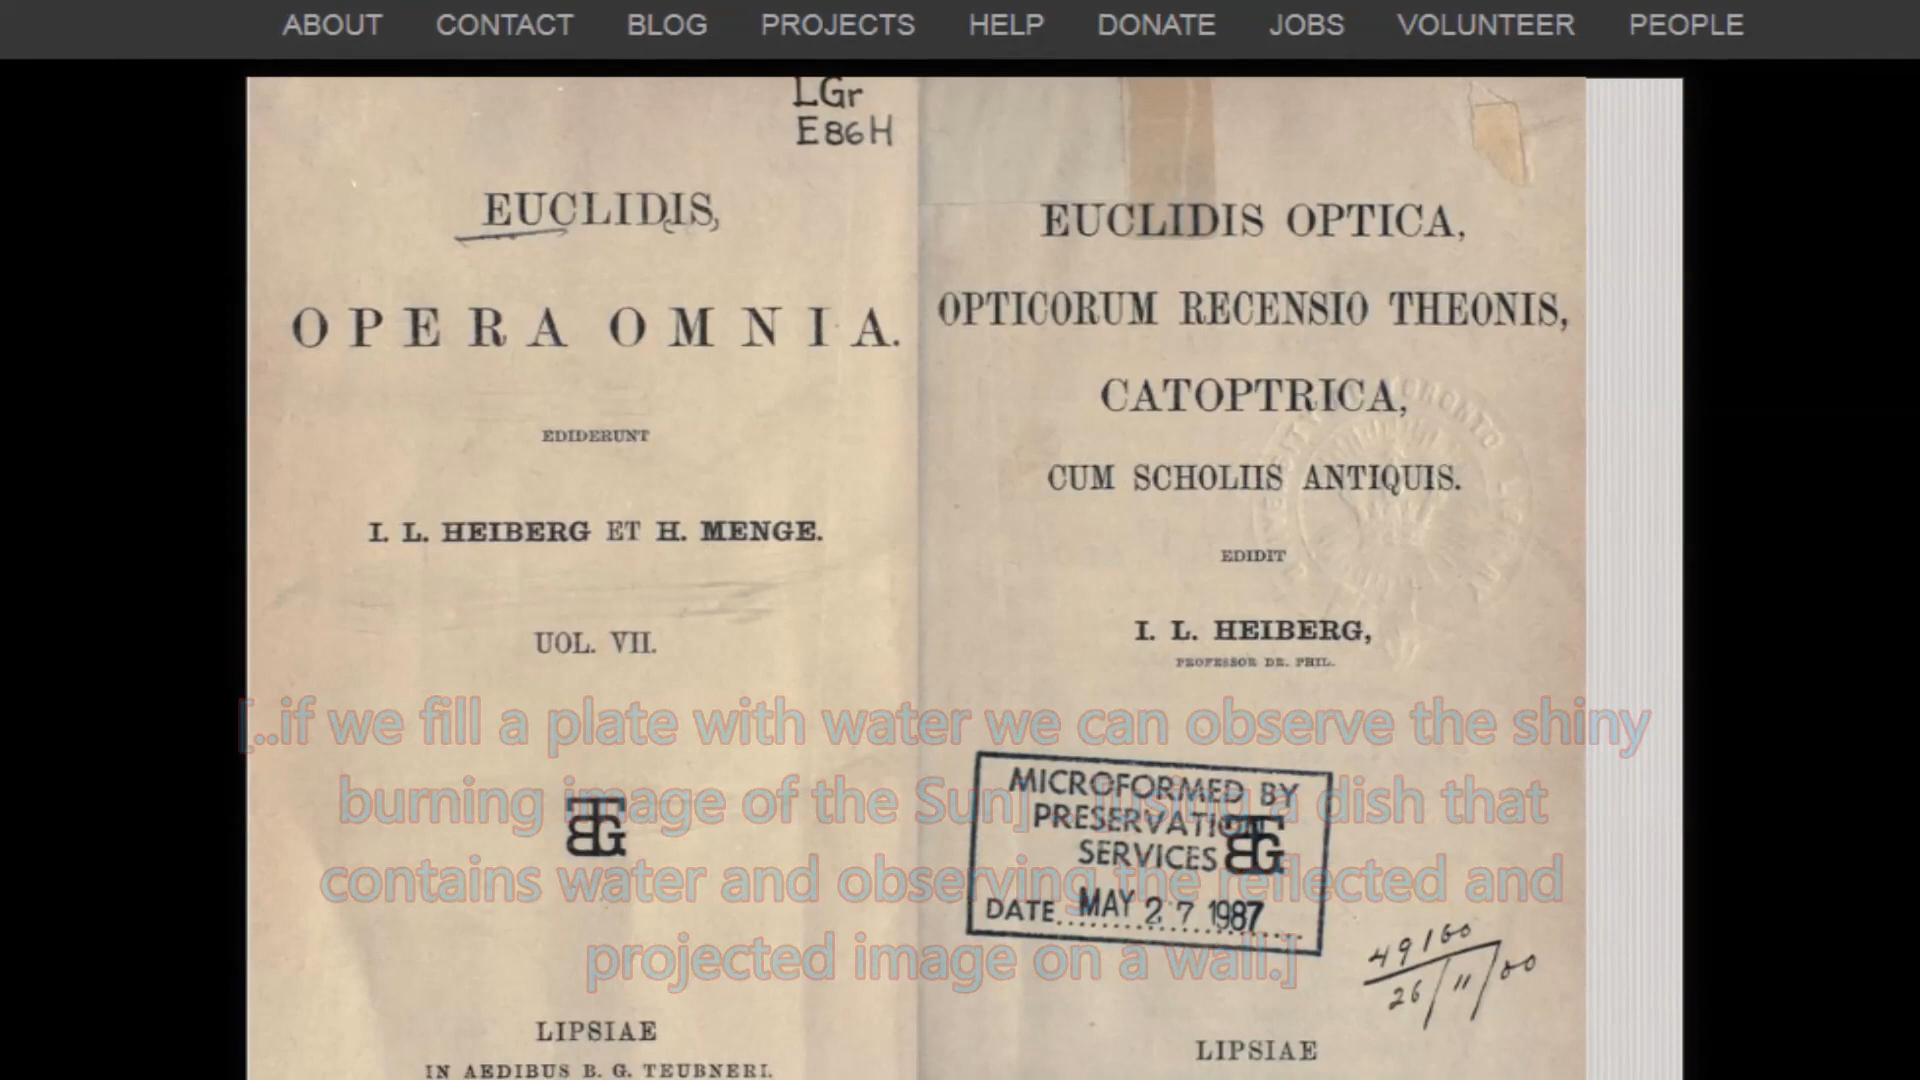 ABOUT CONTACT BLOG PROJECTS HELP DONATE JOBS VOLUNTEER PEOPLE
LGr
E86H
EUCLIDIS
OPERA OMNIA.
EDIDERUNT
I. L. HEIBERG ET H. MENGE.
UOL. VII.
BTG
LIPSIAE
IN AEDIBUS B. G. TEUBNERI.
EUCLIDIS OPTICA,
OPTICORUM RECENSIO THEONIS,
CATOPTRICA,
CUM SCHOLIIS ANTIQUIS.
EDIDIT
I. L. HEIBERG,
PROFESSOR DR. PHIL.
MICROFORMED BY
PRESERVATION
SERVICES
DATE MAY 27 1987
BTG
49160
26/11/00
LIPSIAE
[..if we fill a plate with water we can observe the shiny
burning image of the Sun] a dish that
contains water and observing the reflected and
projected image on a wall.]